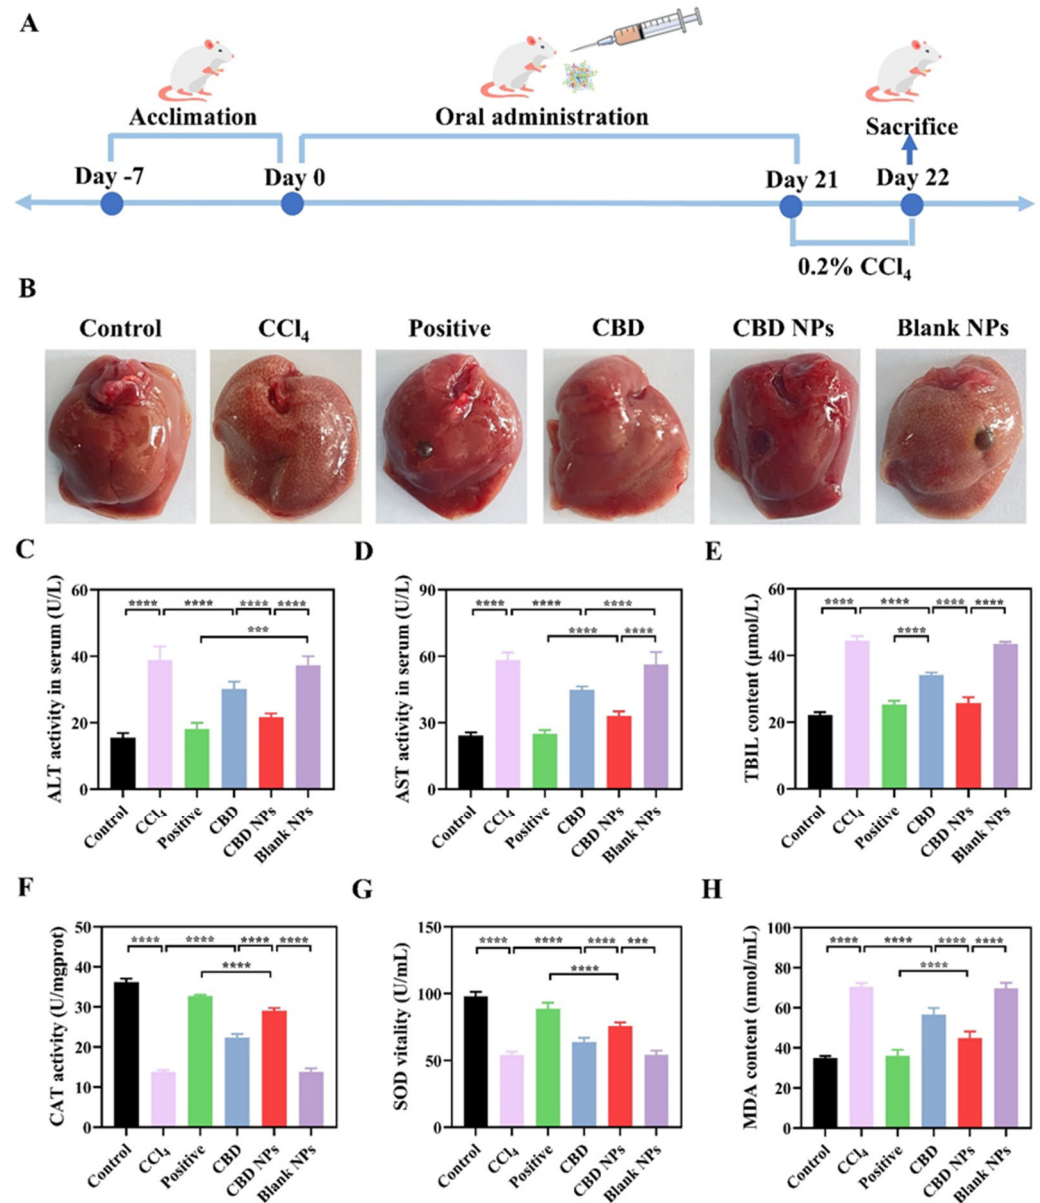 A
Acclimation
Oral administration
Sacrifice
Day -7
Day 0
Day 21
Day 22
0.2% CCl₄
B
Control
CCl₄
Positive
CBD
CBD NPs
Blank NPs
C
ALT activity in serum (U/L)
60
40
20
0
**** **** **** ****
***
Control
CCl₄
Positive
CBD
CBD NPs
Blank NPs
D
AST activity in serum (U/L)
90
60
30
0
**** **** ****
**** ****
Control
CCl₄
Positive
CBD
CBD NPs
Blank NPs
E
TBIL content (μmol/L)
60
40
20
0
**** **** **** ****
****
Control
CCl₄
Positive
CBD
CBD NPs
Blank NPs
F
CAT activity (U/mgprot)
50
40
30
20
10
0
**** **** **** ****
****
Control
CCl₄
Positive
CBD
CBD NPs
Blank NPs
G
SOD vitality (U/mL)
150
100
50
0
**** **** **** ***
****
Control
CCl₄
Positive
CBD
CBD NPs
Blank NPs
H
MDA content (nmol/mL)
100
80
60
40
20
0
**** **** **** ****
****
Control
CCl₄
Positive
CBD
CBD NPs
Blank NPs